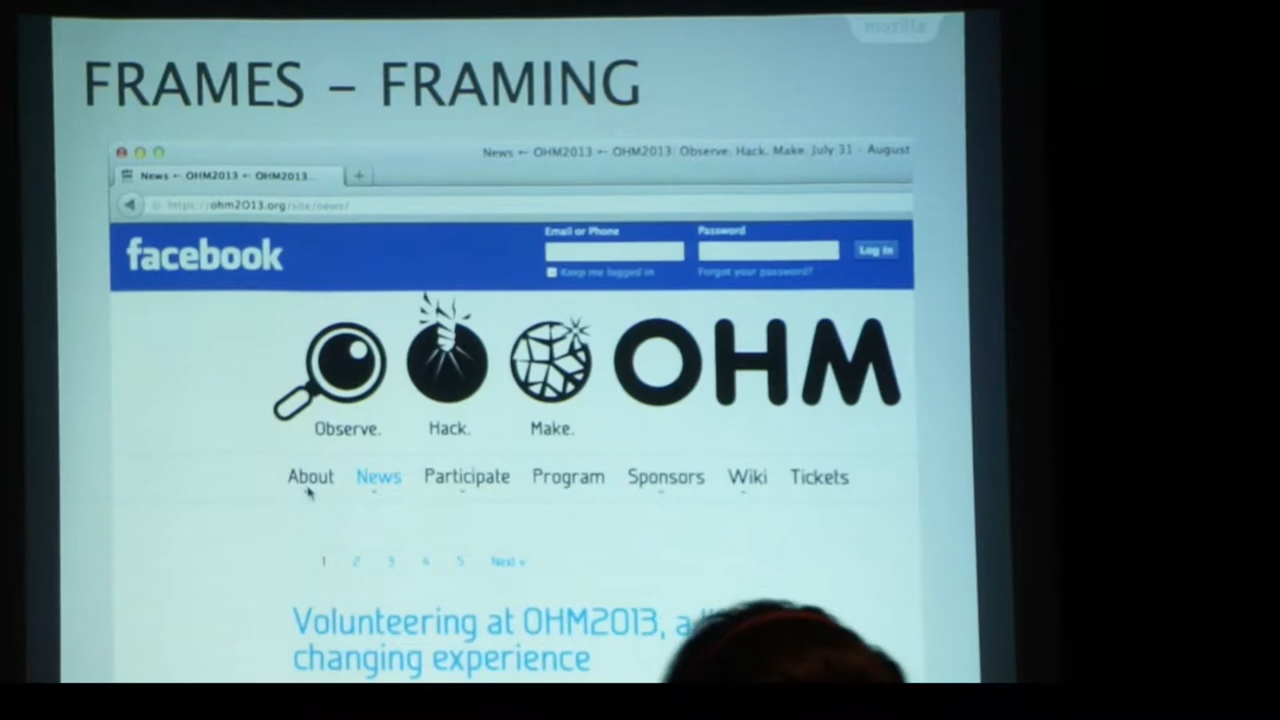 mozilla
FRAMES – FRAMING
News ← OHM2013 ← OHM2013: Observe. Hack. Make. July 31 - August
News ← OHM2013 ← OHM2013...
https://ohm2013.org/site/news/
facebook
Email or Phone
Password
Log in
Keep me logged in
Forgot your password?
OHM
Observe. Hack. Make.
About News Participate Program Sponsors Wiki Tickets
1 2 3 4 5 Next »
Volunteering at OHM2013, a
changing experience